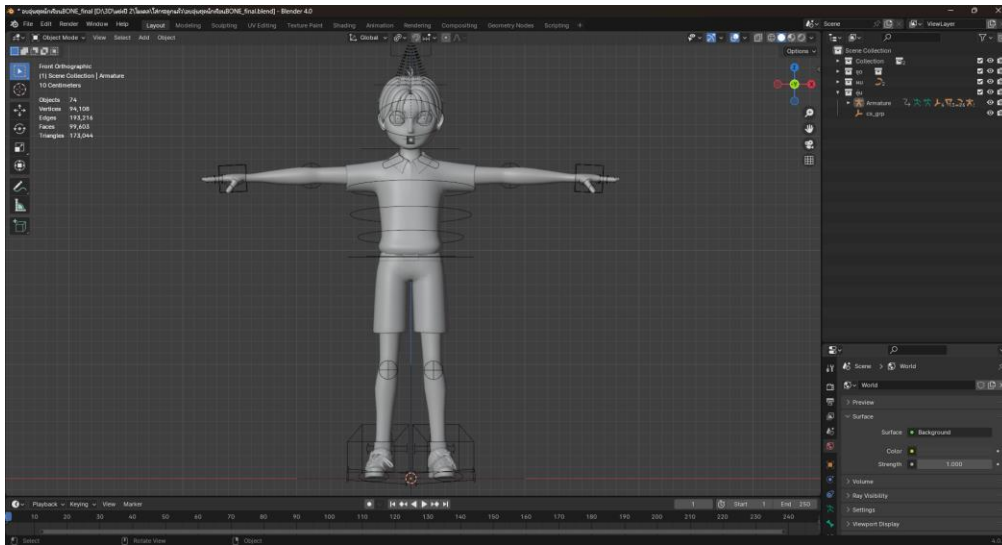 File Edit Render Window Help Layout Modeling Sculpting UV Editing Texture Paint Shading Animation Rendering Compositing Geometry Nodes Scripting + Scene ViewLayer
Object Mode View Select Add Object Global
Options
Front Orthographic
(1) Scene Collection | Armature
10 Centimeters
Objects 74
Vertices 94,108
Edges 193,216
Faces 99,603
Triangles 173,044
Z
Scene Collection
Collection
Armature
cs_grp
Scene > World
World
Preview
Surface
Surface Background
Color
Strength 1.000
Volume
Ray Visibility
Settings
Viewport Display
Playback Keying View Marker 1 Start 1 End 250
10 20 30 40 50 60 70 80 90 100 110 120 130 140 150 160 170 180 190 200 210 220 230 240
Select Rotate View Object